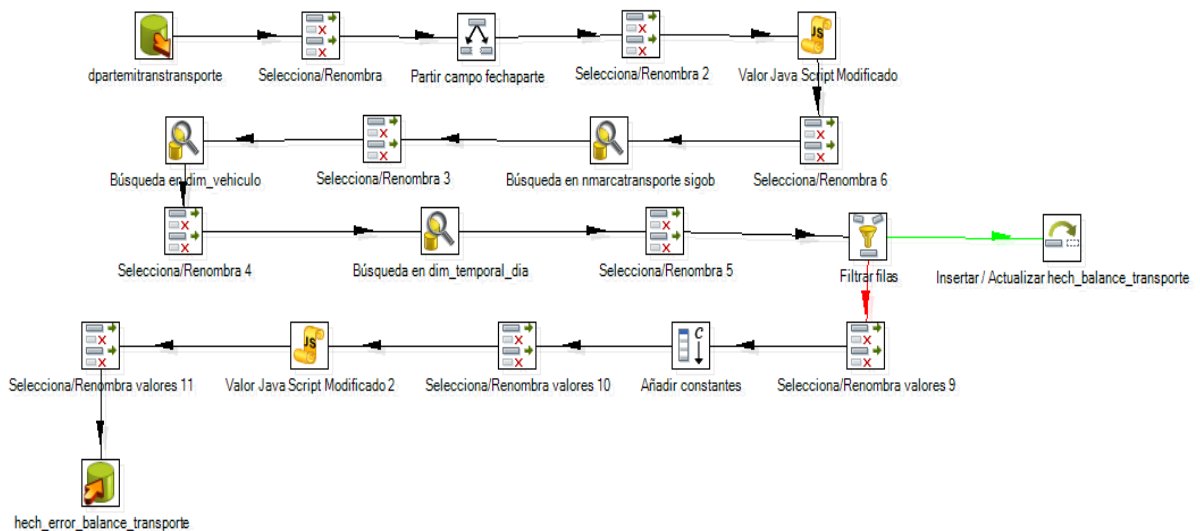 dpartemitranstransporte
Selecciona/Renombra
Partir campo fechaparte
Selecciona/Renombra 2
Valor Java Script Modificado
Búsqueda en dim_vehiculo
Selecciona/Renombra 3
Búsqueda en nmarcatransporte sigob
Selecciona/Renombra 6
Selecciona/Renombra 4
Búsqueda en dim_temporal_dia
Selecciona/Renombra 5
Filtrar filas
Insertar / Actualizar hech_balance_transporte
Selecciona/Renombra valores 11
Valor Java Script Modificado 2
Selecciona/Renombra valores 10
Añadir constantes
Selecciona/Renombra valores 9
hech_error_balance_transporte